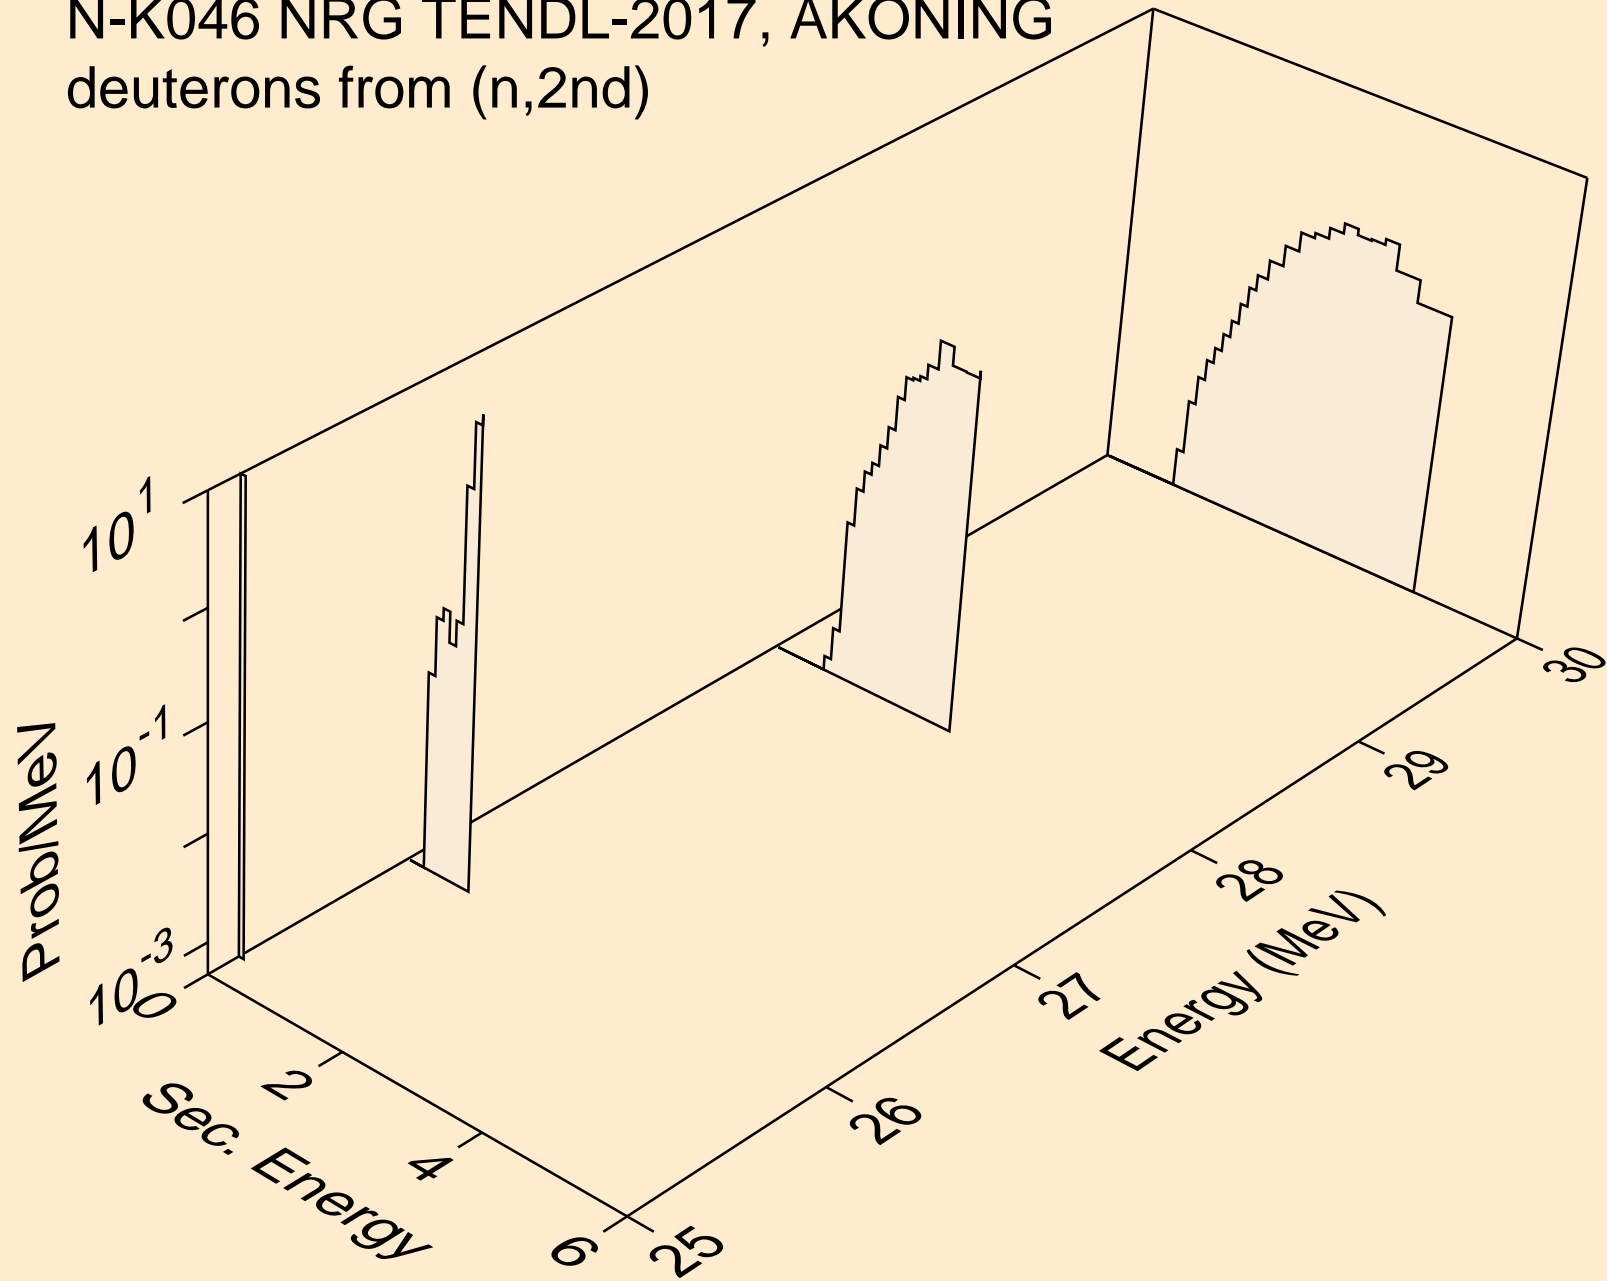 N-K046 NRG TENDL-2017, AKONING
deuterons from (n,2nd)
10^1
10^-1
10^-3
Prob/MeV
0
2
4
6
Sec. Energy
25
26
27
28
29
30
Energy (MeV)